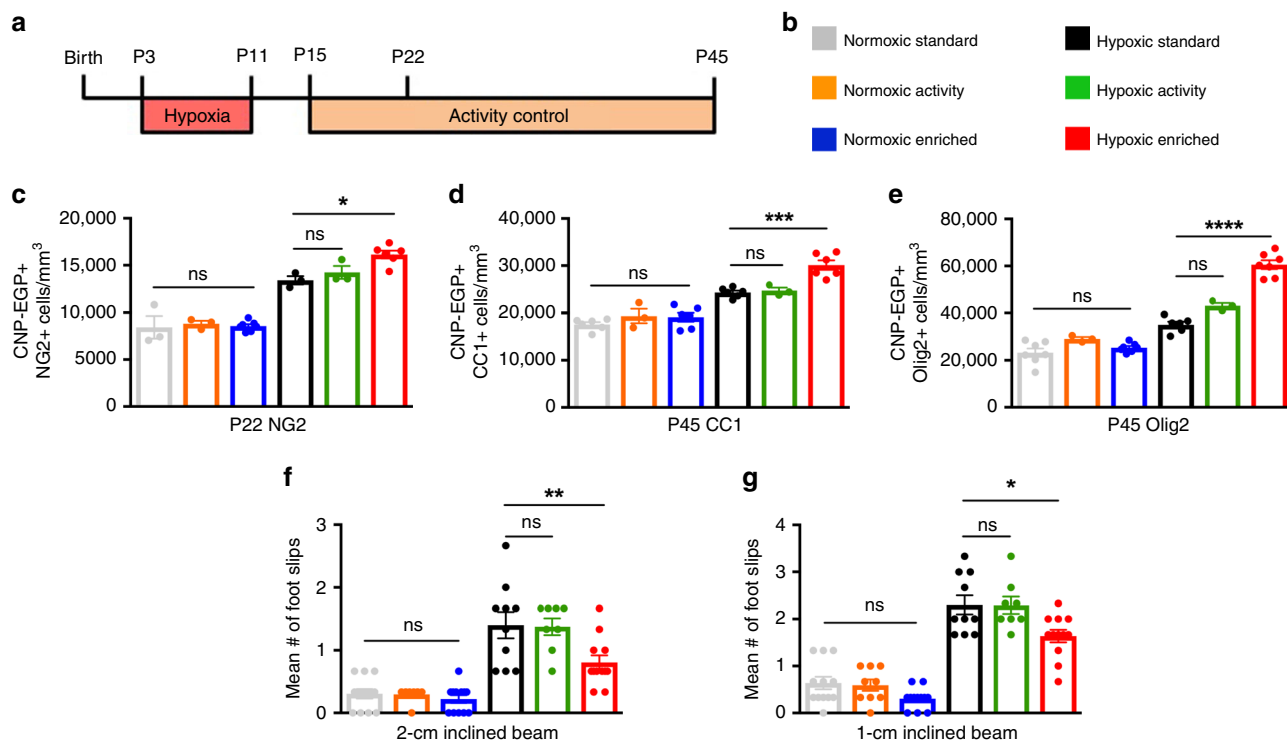 a
Birth P3 P11 P15 P22 P45
Hypoxia Activity control
b
Normoxic standard Hypoxic standard
Normoxic activity Hypoxic activity
Normoxic enriched Hypoxic enriched
c
CNP-EGP+
NG2+ cells/mm³
20,000
15,000
10,000
5000
0
ns
ns
*
P22 NG2
d
CNP-EGP+
CC1+ cells/mm³
40,000
30,000
20,000
10,000
0
ns
ns
***
P45 CC1
e
CNP-EGP+
Olig2+ cells/mm³
80,000
60,000
40,000
20,000
0
ns
ns
****
P45 Olig2
f
Mean # of foot slips
3
2
1
0
ns
ns
**
2-cm inclined beam
g
Mean # of foot slips
4
3
2
1
0
ns
ns
*
1-cm inclined beam